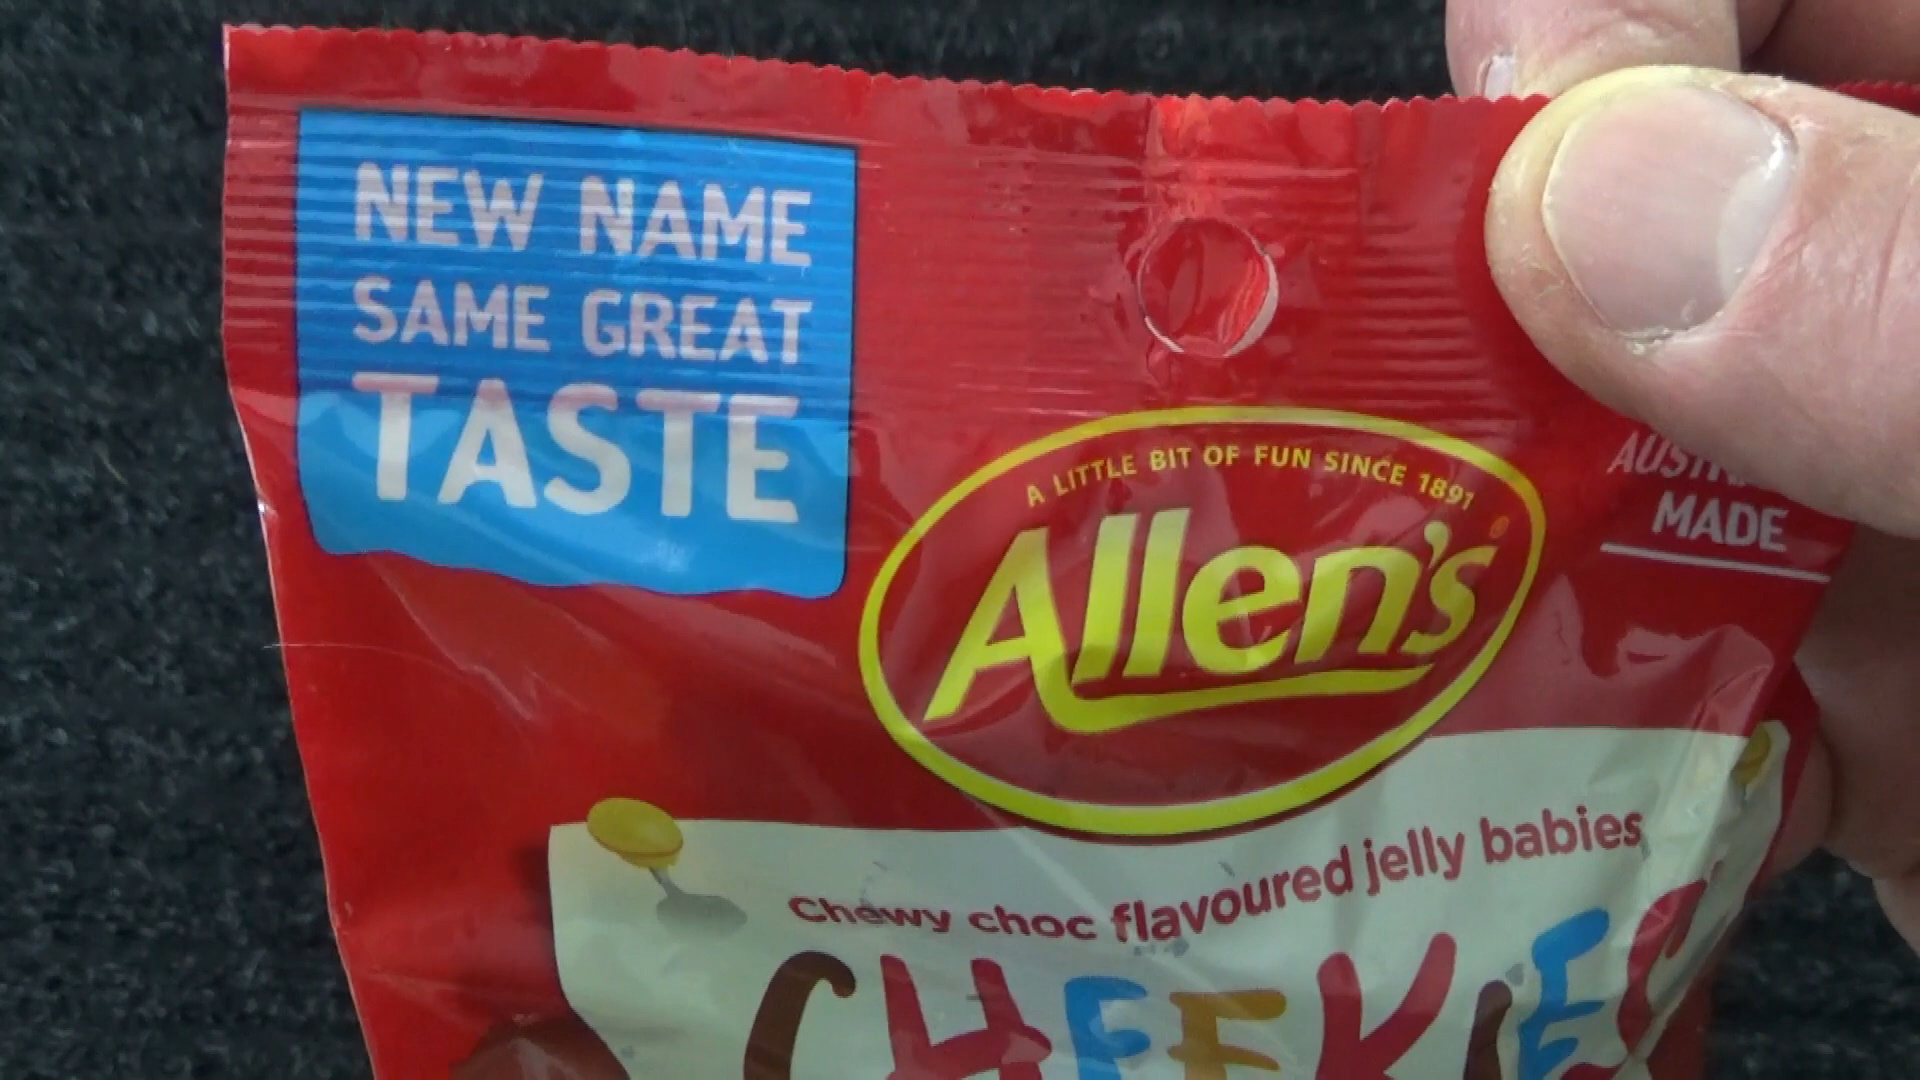 NEW NAME
SAME GREAT
TASTE
A LITTLE BIT OF FUN SINCE 1891
Allen's
MADE
chewy choc flavoured jelly babies
CHEEKIES